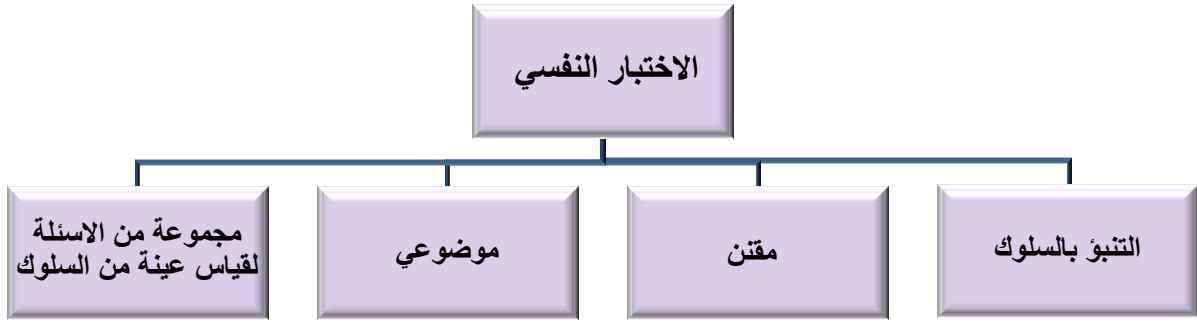 الاختبار النفسي
التنبؤ بالسلوك
مقنن
موضوعي
مجموعة من الاسئلة
لقياس عينة من السلوك